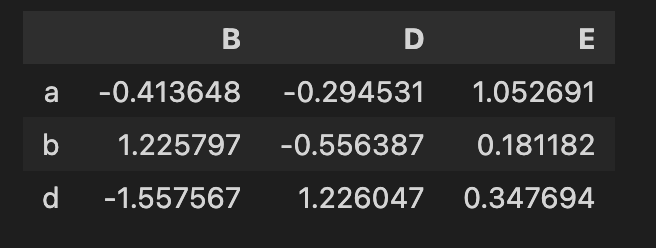 B D E
a -0.413648 -0.294531 1.052691
b 1.225797 -0.556387 0.181182
d -1.557567 1.226047 0.347694